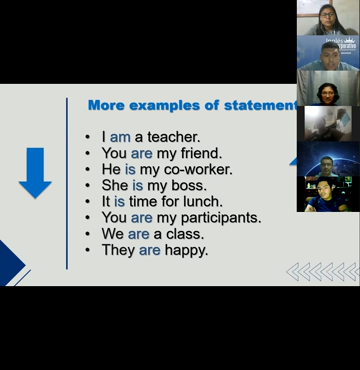 More examples of statement
• I am a teacher.
• You are my friend.
• He is my co-worker.
• She is my boss.
• It is time for lunch.
• You are my participants.
• We are a class.
• They are happy.